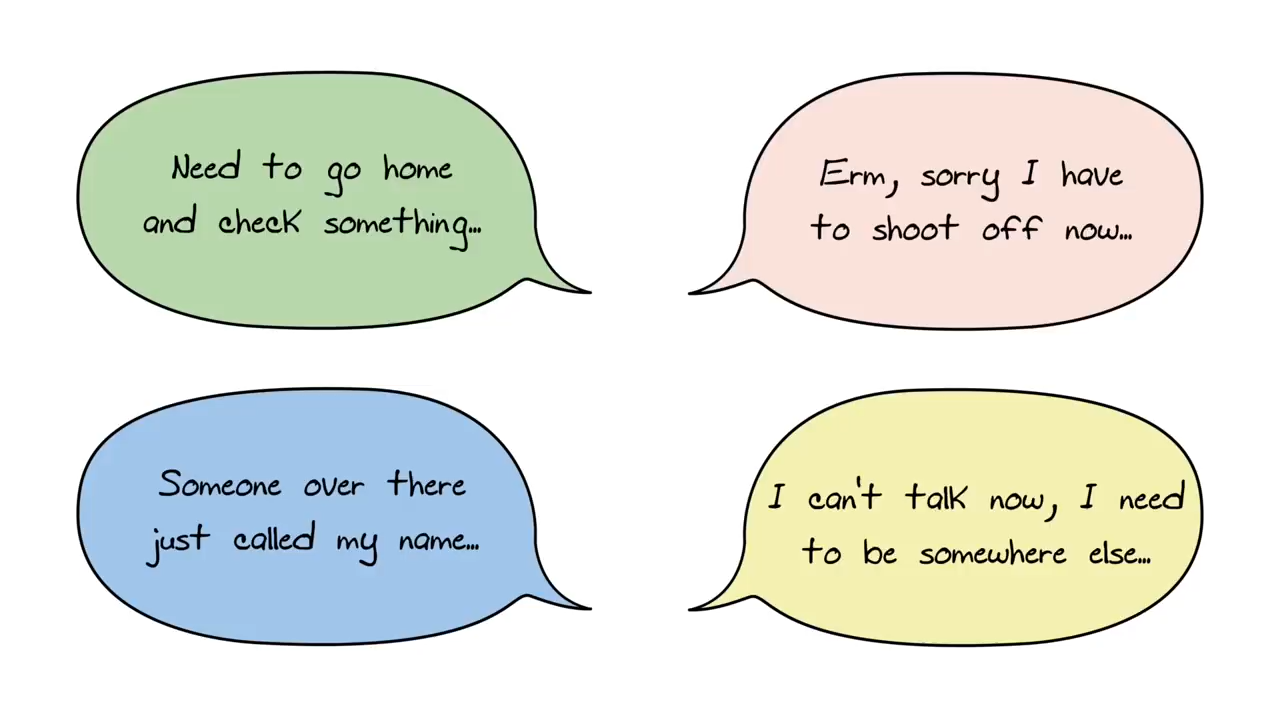 Need to go home
and check something...
Erm, sorry I have
to shoot off now...
Someone over there
just called my name...
I can't talk now, I need
to be somewhere else...